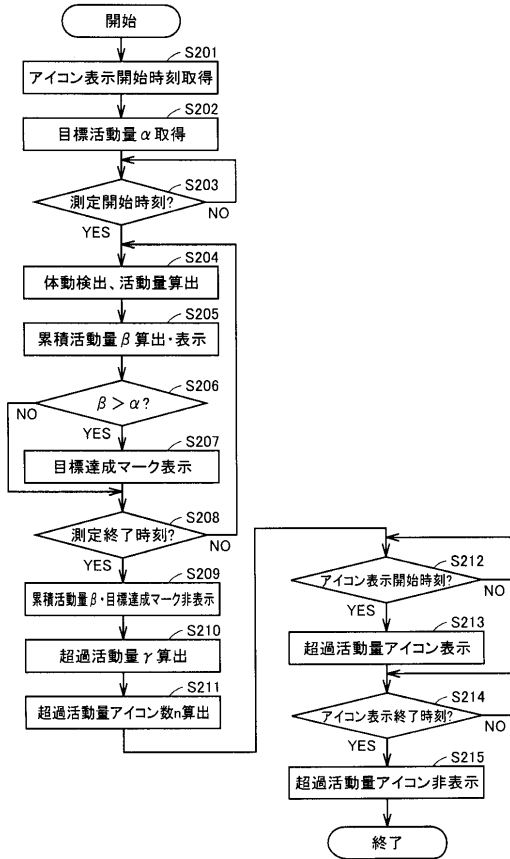 開始
S201
アイコン表示開始時刻取得
S202
目標活動量α取得
S203
測定開始時刻?
NO
YES
S204
体動検出、活動量算出
S205
累積活動量β算出・表示
S206
β>α?
NO
YES
S207
目標達成マーク表示
S208
測定終了時刻?
NO
YES
S209
累積活動量β・目標達成マーク非表示
S210
超過活動量γ算出
S211
超過活動量アイコン数n算出
S212
アイコン表示開始時刻?
NO
YES
S213
超過活動量アイコン表示
S214
アイコン表示終了時刻?
NO
YES
S215
超過活動量アイコン非表示
終了